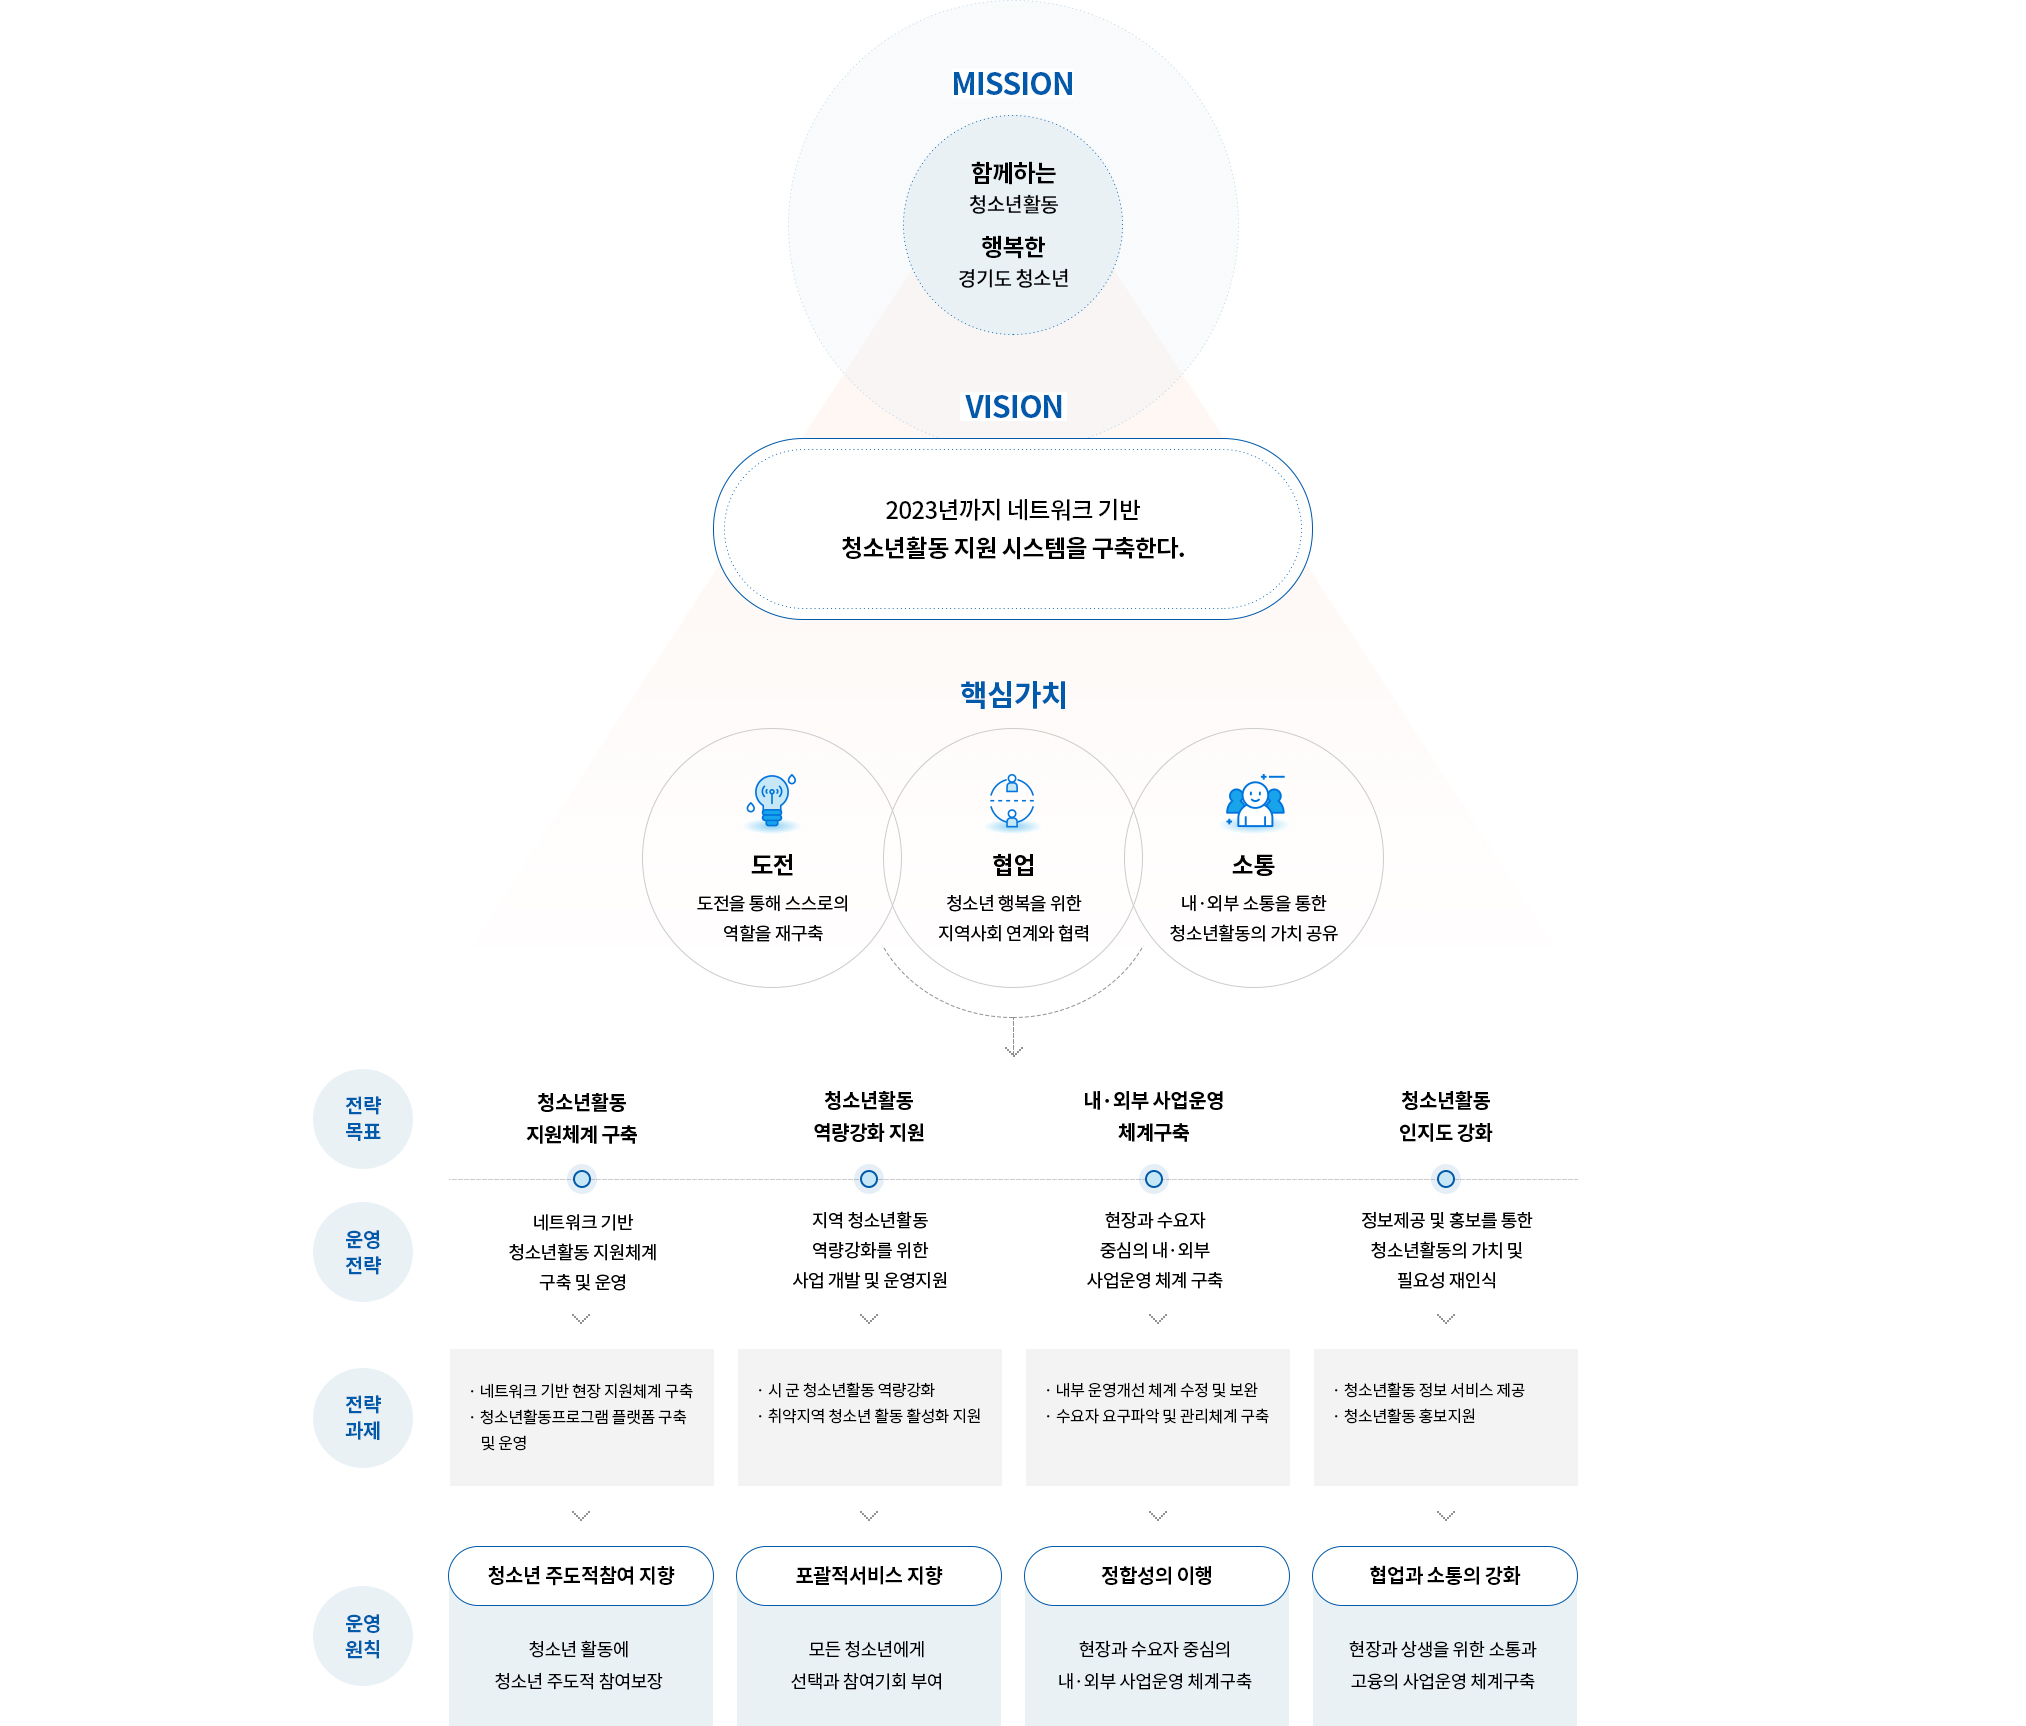 MISSION
함께하는
청소년활동
행복한
경기도 청소년
VISION
2023년까지 네트워크 기반
청소년활동 지원 시스템을 구축한다.
핵심가치
도전
도전을 통해 스스로의
역할을 재구축
협업
청소년 행복을 위한
지역사회 연계와 협력
소통
내·외부 소통을 통한
청소년활동의 가치 공유
전략
목표
청소년활동
지원체계 구축
청소년활동
역량강화 지원
내·외부 사업운영
체계구축
청소년활동
인지도 강화
운영
전략
네트워크 기반
청소년활동 지원체계
구축 및 운영
지역 청소년활동
역량강화를 위한
사업 개발 및 운영지원
현장과 수요자
중심의 내·외부
사업운영 체계 구축
정보제공 및 홍보를 통한
청소년활동의 가치 및
필요성 재인식
전략
과제
· 네트워크 기반 현장 지원체계 구축
· 청소년활동프로그램 플랫폼 구축
및 운영
· 시 군 청소년활동 역량강화
· 취약지역 청소년 활동 활성화 지원
· 내부 운영개선 체계 수정 및 보완
· 수요자 요구파악 및 관리체계 구축
· 청소년활동 정보 서비스 제공
· 청소년활동 홍보지원
운영
원칙
청소년 주도적참여 지향
청소년 활동에
청소년 주도적 참여보장
포괄적서비스 지향
모든 청소년에게
선택과 참여기회 부여
정합성의 이행
현장과 수요자 중심의
내·외부 사업운영 체계구축
협업과 소통의 강화
현장과 상생을 위한 소통과
고융의 사업운영 체계구축